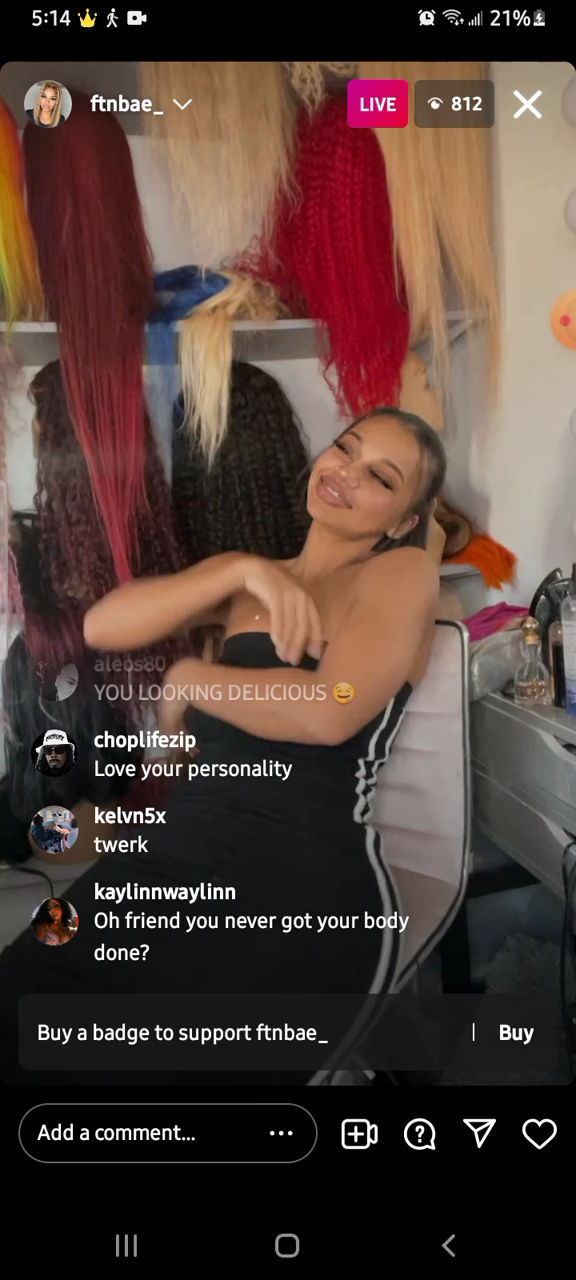 5:14
21%
ftnbae_
LIVE
812
aleos80
YOU LOOKING DELICIOUS 😄
choplifezip
Love your personality
kelvn5x
twerk
kaylinnwaylinn
Oh friend you never got your body
done?
Buy a badge to support ftnbae_ | Buy
Add a comment...